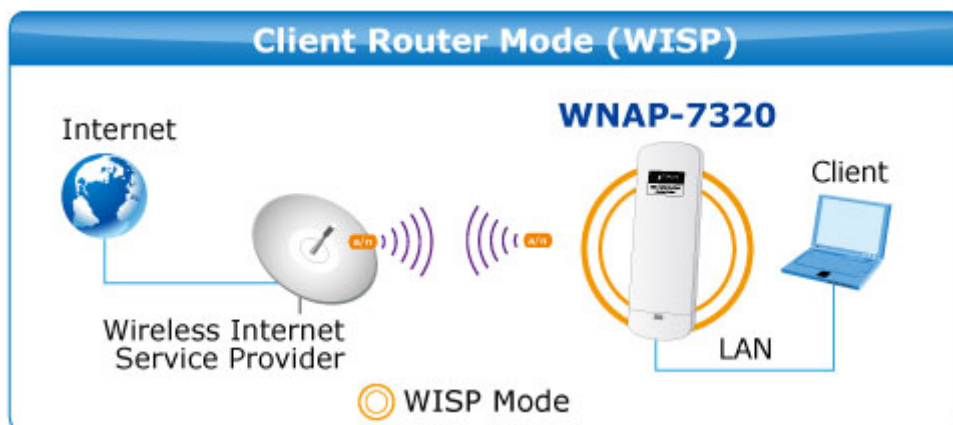 Client Router Mode (WISP)
Internet
WNAP-7320
Client
a/n
a/n
Wireless Internet
Service Provider
LAN
WISP Mode